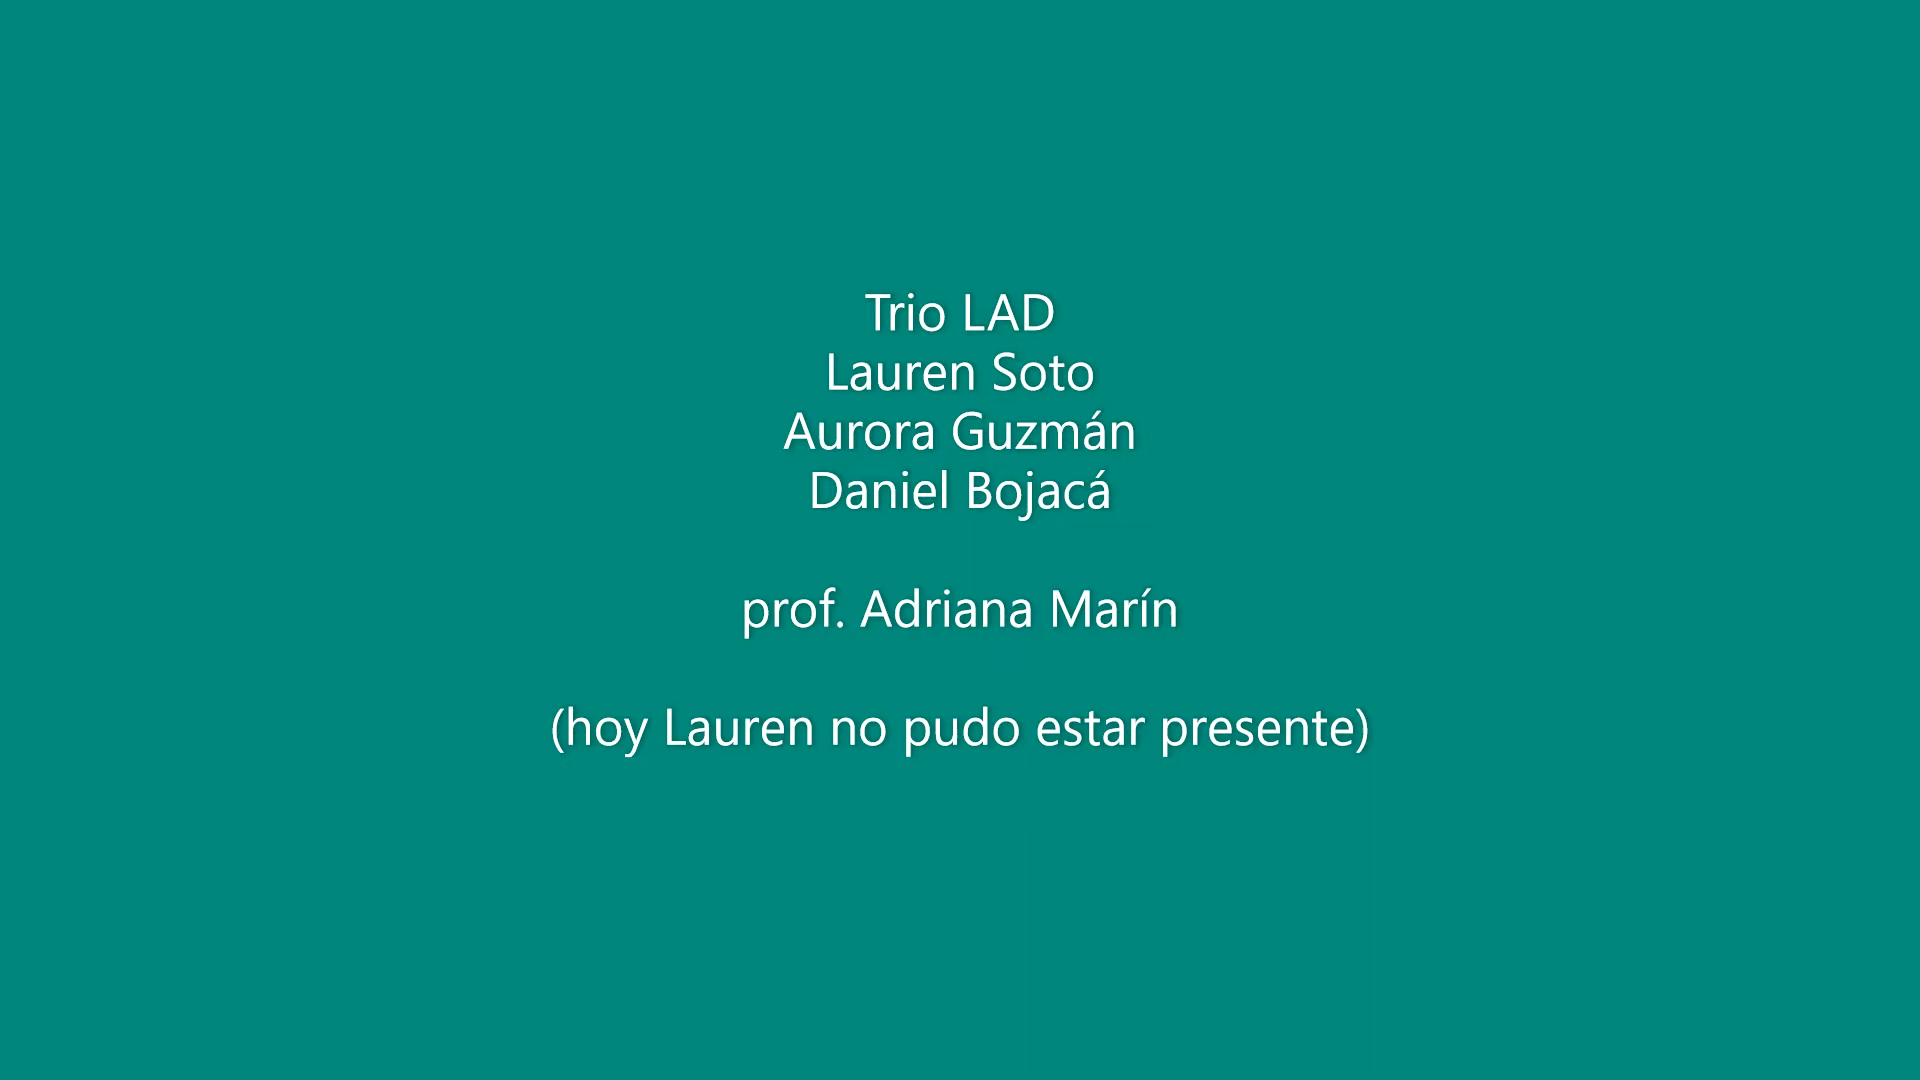 Trio LAD
Lauren Soto
Aurora Guzmán
Daniel Bojacá
prof. Adriana Marín
(hoy Lauren no pudo estar presente)